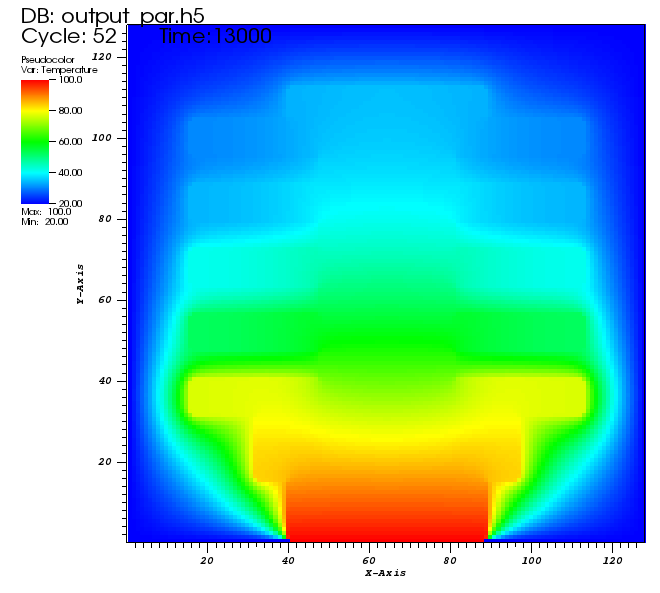 DB: output_par.h5
Cycle: 52 Time:13000
Pseudocolor
Var: Temperature
100.0
80.00
60.00
40.00
20.00
Max: 100.0
Min: 20.00
120
100
80
60
40
20
Y-Axis
20 40 60 80 100 120
X-Axis